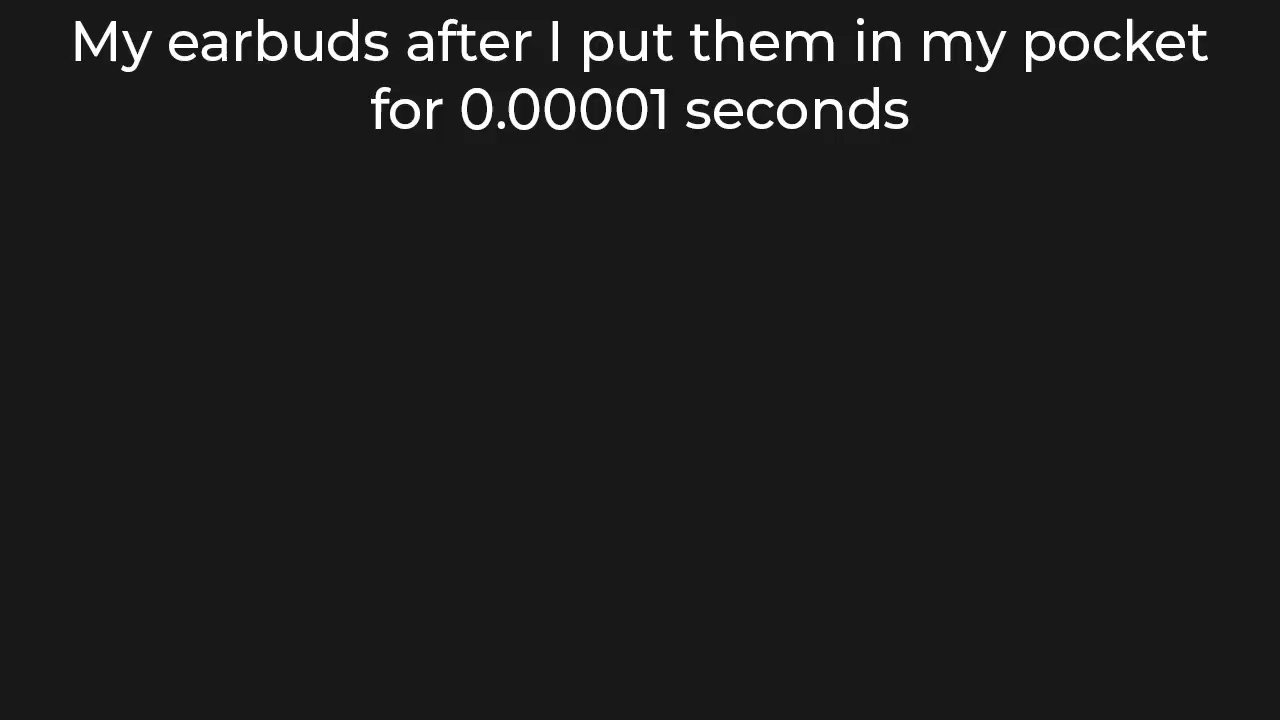 My earbuds after I put them in my pocket
for 0.00001 seconds